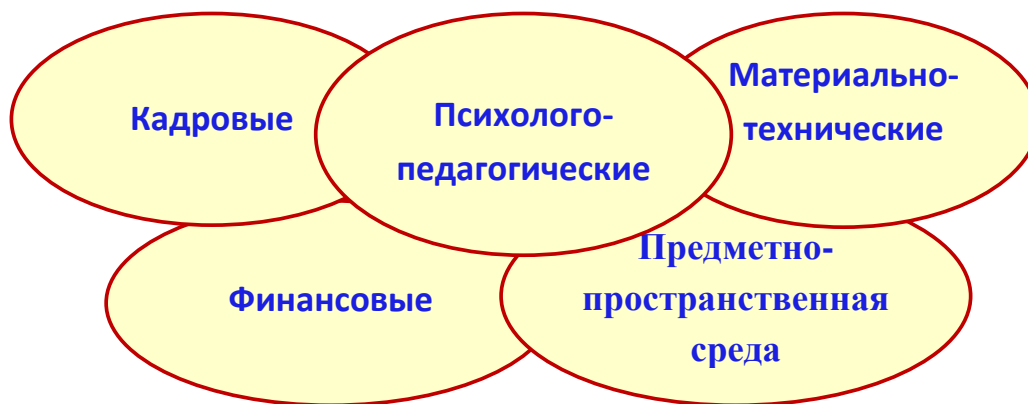 Кадровые
Психолого-
педагогические
Материально-
технические
Финансовые
Предметно-
пространственная
среда